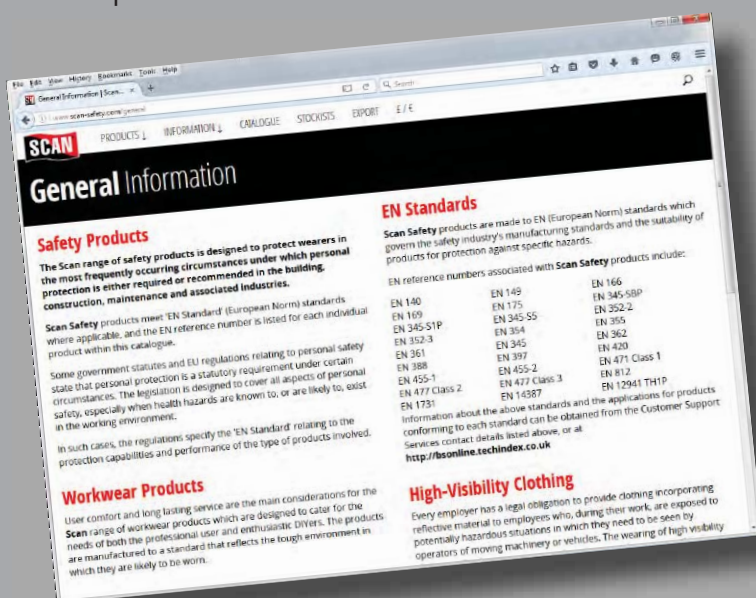 File Edit View History Bookmarks Tools Help
General Information | Scan...
www.scan-safety.com/general
Search
SCAN
PRODUCTS ↓ INFORMATION ↓ CATALOGUE STOCKISTS EXPORT £ / €
General Information
Safety Products
The Scan range of safety products is designed to protect wearers in
the most frequently occurring circumstances under which personal
protection is either required or recommended in the building,
construction, maintenance and associated industries.
Scan Safety products meet 'EN Standard' (European Norm) standards
where applicable, and the EN reference number is listed for each individual
product within this catalogue.
Some government statutes and EU regulations relating to personal safety
state that personal protection is a statutory requirement under certain
circumstances. The legislation is designed to cover all aspects of personal
safety, especially when health hazards are known to, or are likely to, exist
in the working environment.
In such cases, the regulations specify the 'EN Standard' relating to the
protection capabilities and performance of the type of products involved.
Workwear Products
User comfort and long lasting service are the main considerations for the
Scan range of workwear products which are designed to cater for the
needs of both the professional user and enthusiastic DIYers. The products
are manufactured to a standard that reflects the tough environment in
which they are likely to be worn.
EN Standards
Scan Safety products are made to EN (European Norm) standards which
govern the safety industry's manufacturing standards and the suitability of
products for protection against specific hazards.
EN reference numbers associated with Scan Safety products include:
EN 140 EN 149 EN 166
EN 169 EN 175 EN 345-SBP
EN 345-S1P EN 345-S5 EN 352-2
EN 352-3 EN 354 EN 355
EN 361 EN 345 EN 362
EN 388 EN 397 EN 420
EN 455-1 EN 455-2 EN 471 Class 1
EN 477 Class 2 EN 477 Class 3 EN 812
EN 1731 EN 14387 EN 12941 TH1P
Information about the above standards and the applications for products
conforming to each standard can be obtained from the Customer Support
Services contact details listed above, or at
http://bsonline.techindex.co.uk
High-Visibility Clothing
Every employer has a legal obligation to provide clothing incorporating
reflective material to employees who, during their work, are exposed to
potentially hazardous situations in which they need to be seen by
operators of moving machinery or vehicles. The wearing of high visibility